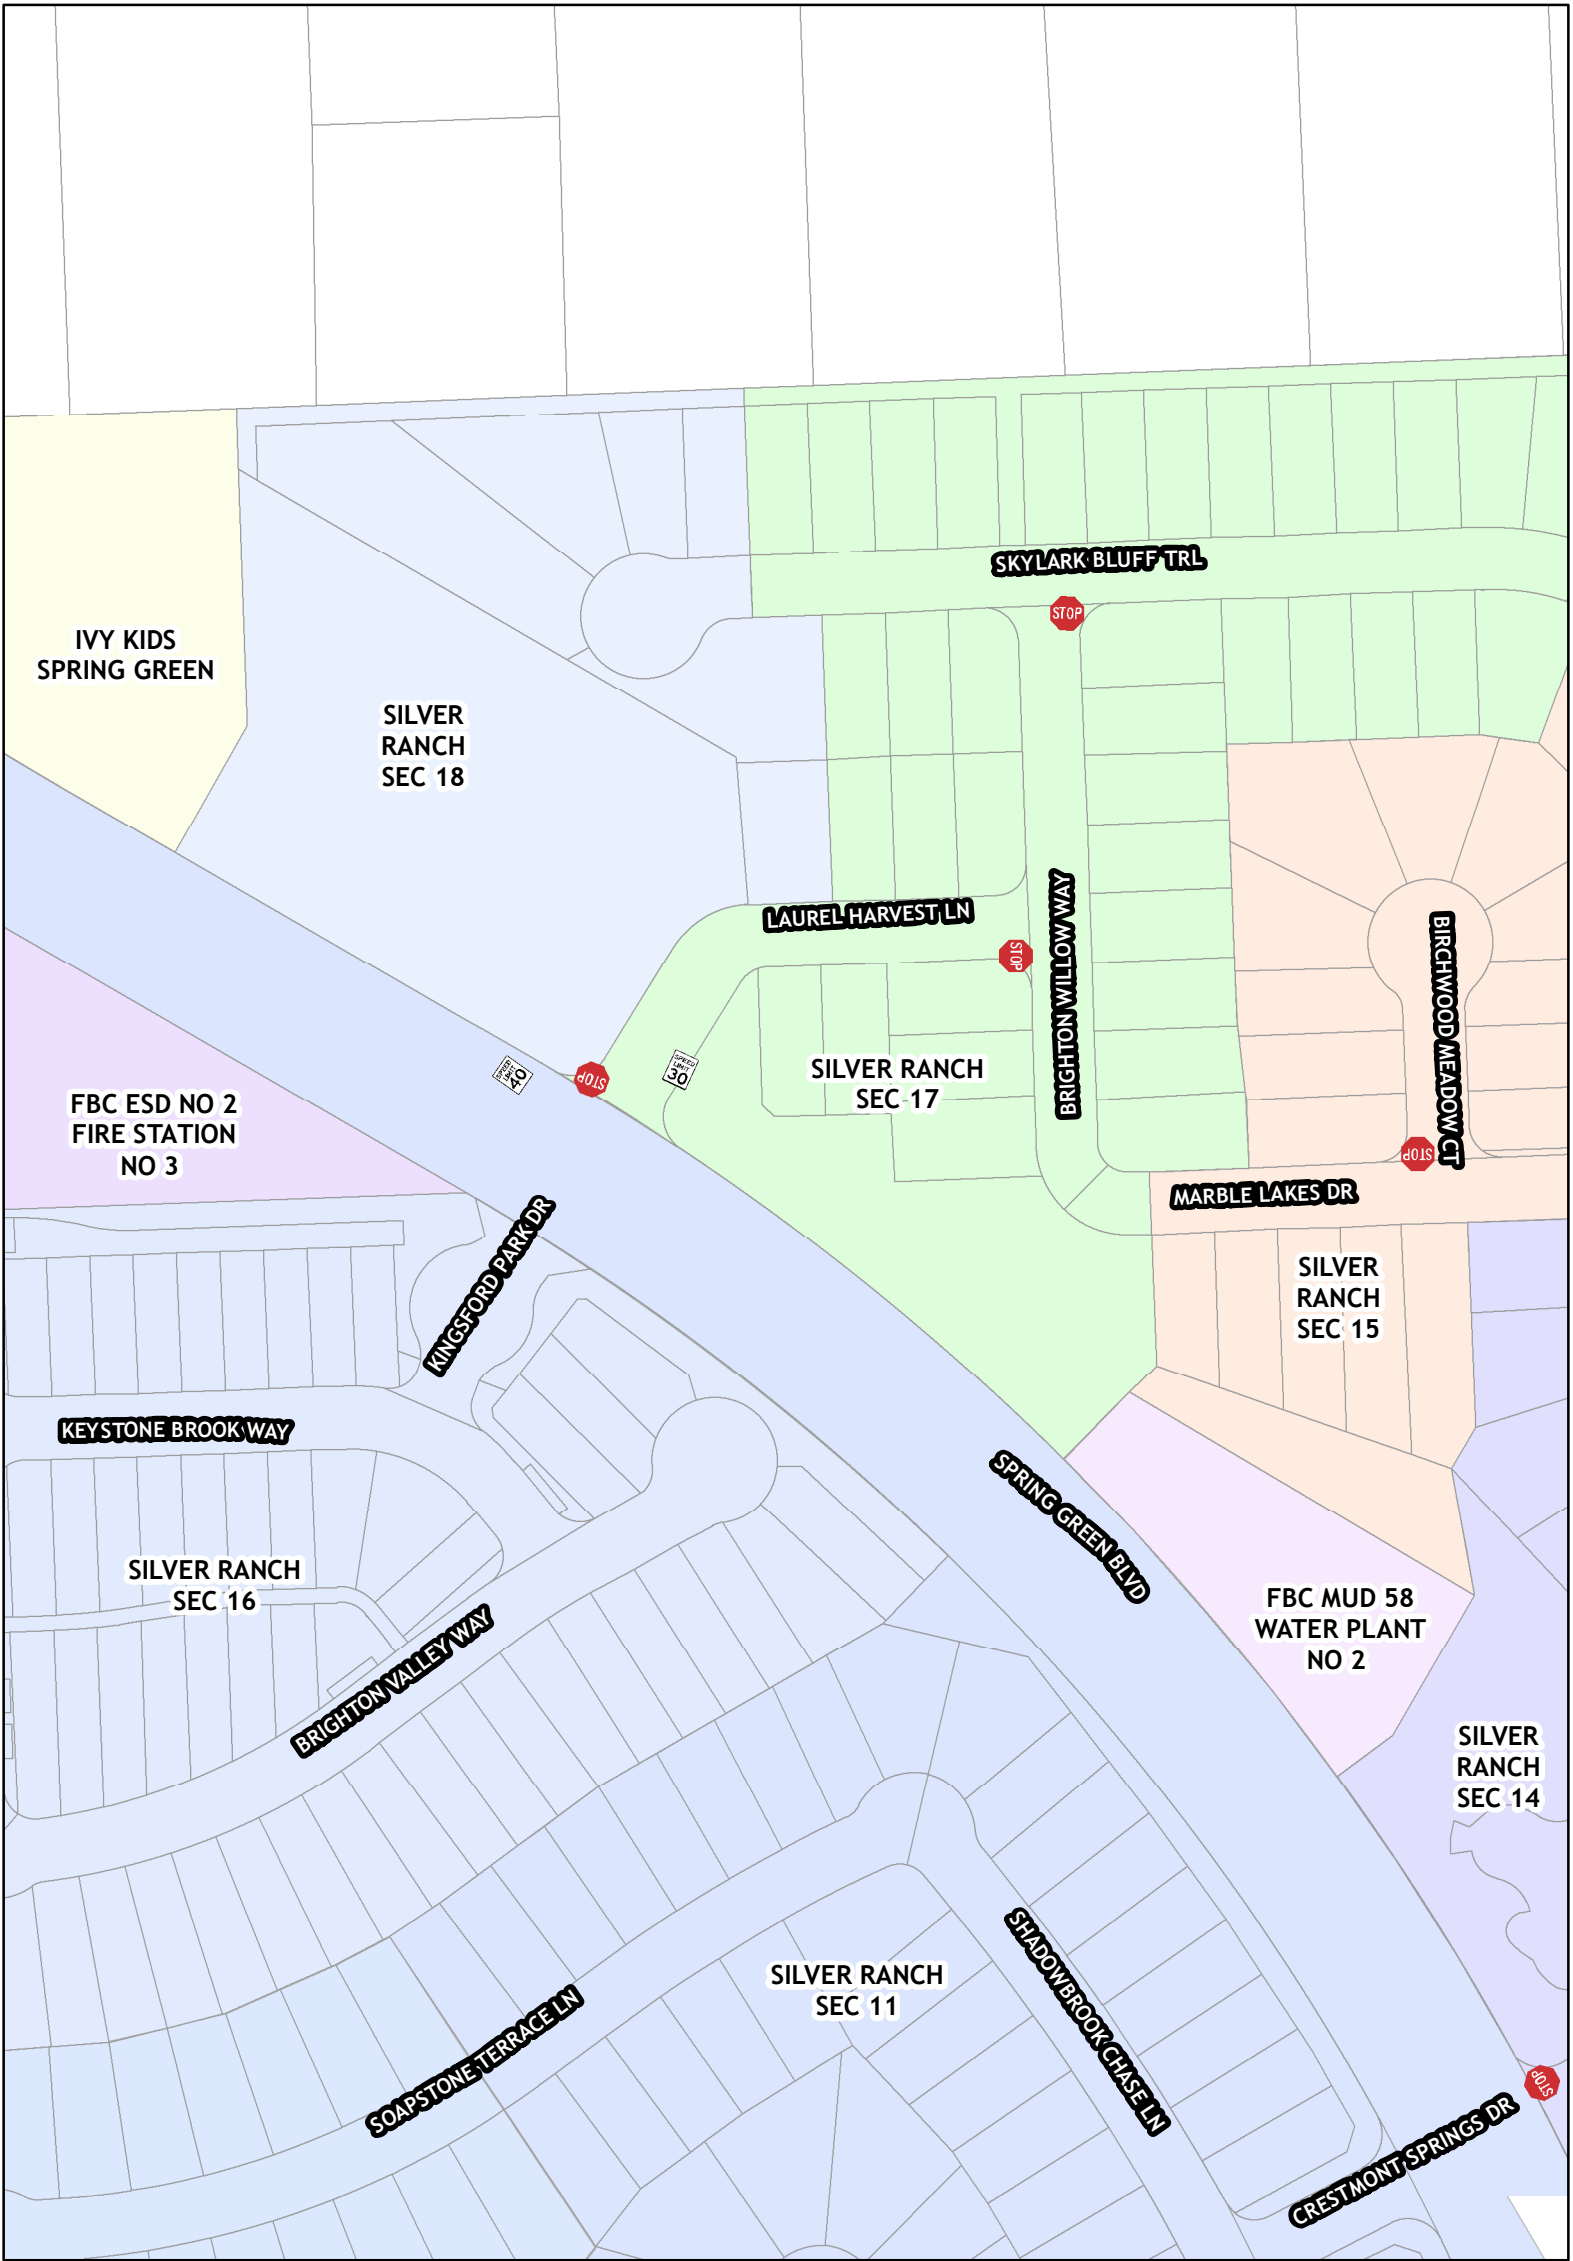 SKYLARK BLUFF TRL
STOP
IVY KIDS
SPRING GREEN
SILVER
RANCH
SEC 18
LAUREL HARVEST LN
STOP
BRIGHTON WILLOW WAY
BIRCHWOOD MEADOW CT
SPEED
LIMIT
40
STOP
SPEED
LIMIT
30
SILVER RANCH
SEC 17
FBC ESD NO 2
FIRE STATION
NO 3
STOP
MARBLE LAKES DR
KINGSFORD PARK DR
SILVER
RANCH
SEC 15
KEYSTONE BROOK WAY
SPRING GREEN BLVD
SILVER RANCH
SEC 16
FBC MUD 58
WATER PLANT
NO 2
BRIGHTON VALLEY WAY
SILVER
RANCH
SEC 14
SILVER RANCH
SEC 11
SHADOWBROOK CHASE LN
SOAPSTONE TERRACE LN
STOP
CRESTMONT SPRINGS DR